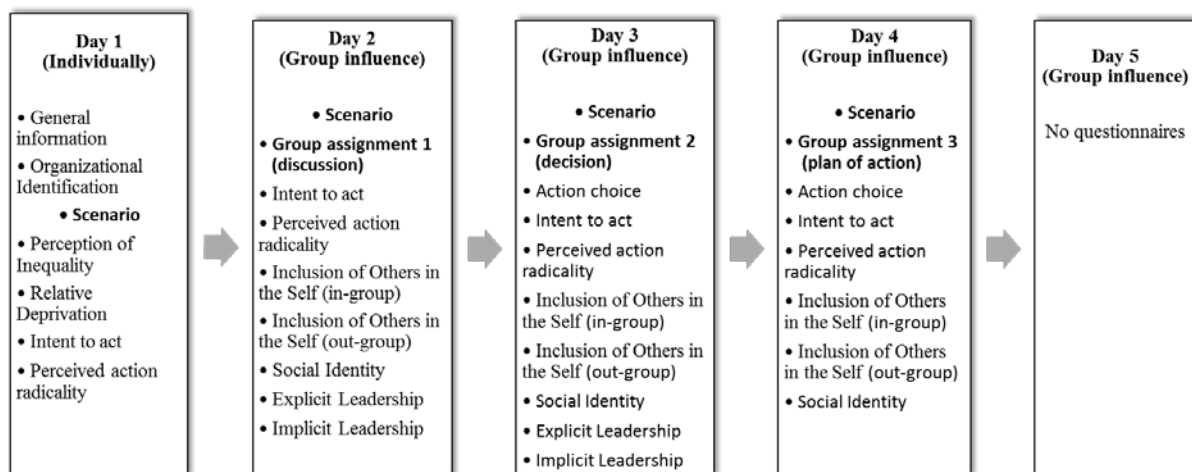 Day 1
(Individually)
• General
information
• Organizational
Identification
• Scenario
• Perception of
Inequality
• Relative
Deprivation
• Intent to act
• Perceived action
radicality
Day 2
(Group influence)
• Scenario
• Group assignment 1
(discussion)
• Intent to act
• Perceived action
radicality
• Inclusion of Others in
the Self (in-group)
• Inclusion of Others in
the Self (out-group)
• Social Identity
• Explicit Leadership
• Implicit Leadership
Day 3
(Group influence)
• Scenario
• Group assignment 2
(decision)
• Action choice
• Intent to act
• Perceived action
radicality
• Inclusion of Others in
the Self (in-group)
• Inclusion of Others in
the Self (out-group)
• Social Identity
• Explicit Leadership
• Implicit Leadership
Day 4
(Group influence)
• Scenario
• Group assignment 3
(plan of action)
• Action choice
• Intent to act
• Perceived action
radicality
• Inclusion of Others
in the Self (in-group)
• Inclusion of Others
in the Self (out-group)
• Social Identity
Day 5
(Group influence)
No questionnaires